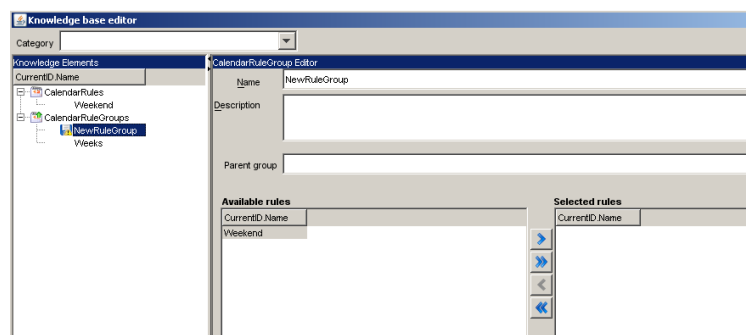 Knowledge base editor
Category
Knowledge Elements
CurrentID.Name
CalendarRules
Weekend
CalendarRuleGroups
NewRuleGroup
Weeks
CalendarRuleGroup Editor
Name NewRuleGroup
Description
Parent group
Available rules
CurrentID.Name
Weekend
Selected rules
CurrentID.Name